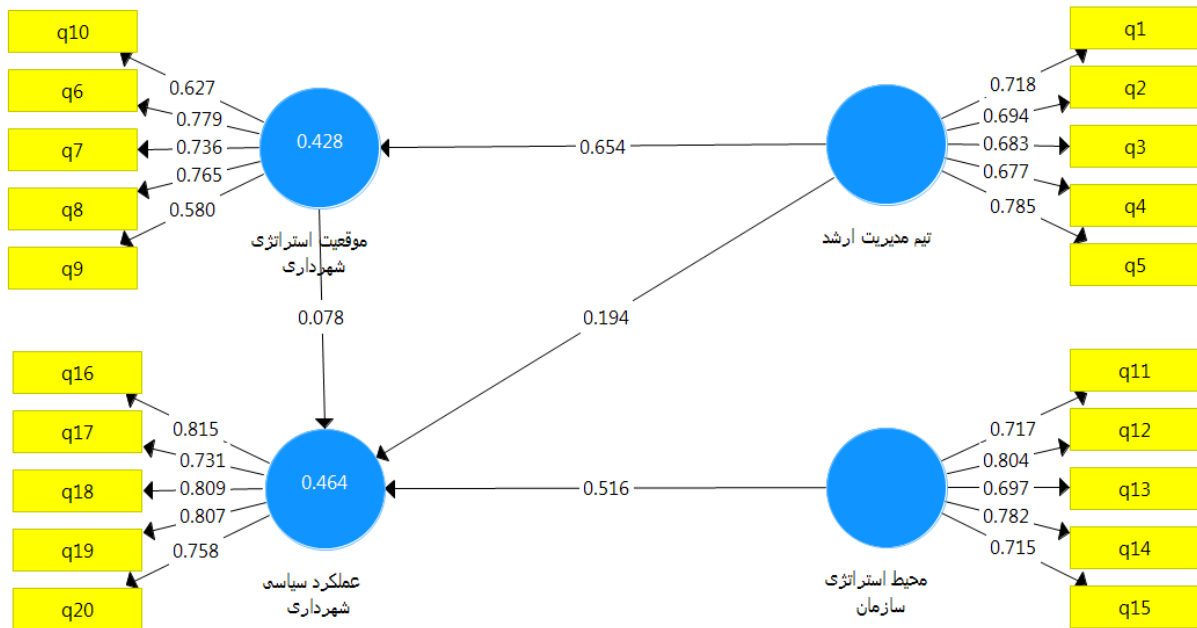 q10
q6
q7
q8
q9
0.627
0.779
0.736
0.765
0.580
0.428
موقعیت استراتژی
شهرداری
0.654
تیم مدیریت ارشد
0.718
0.694
0.683
0.677
0.785
q1
q2
q3
q4
q5
0.078
0.194
q16
q17
q18
q19
q20
0.815
0.731
0.809
0.807
0.758
0.464
عملکرد سیاسی
شهرداری
0.516
محیط استراتژی
سازمان
0.717
0.804
0.697
0.782
0.715
q11
q12
q13
q14
q15